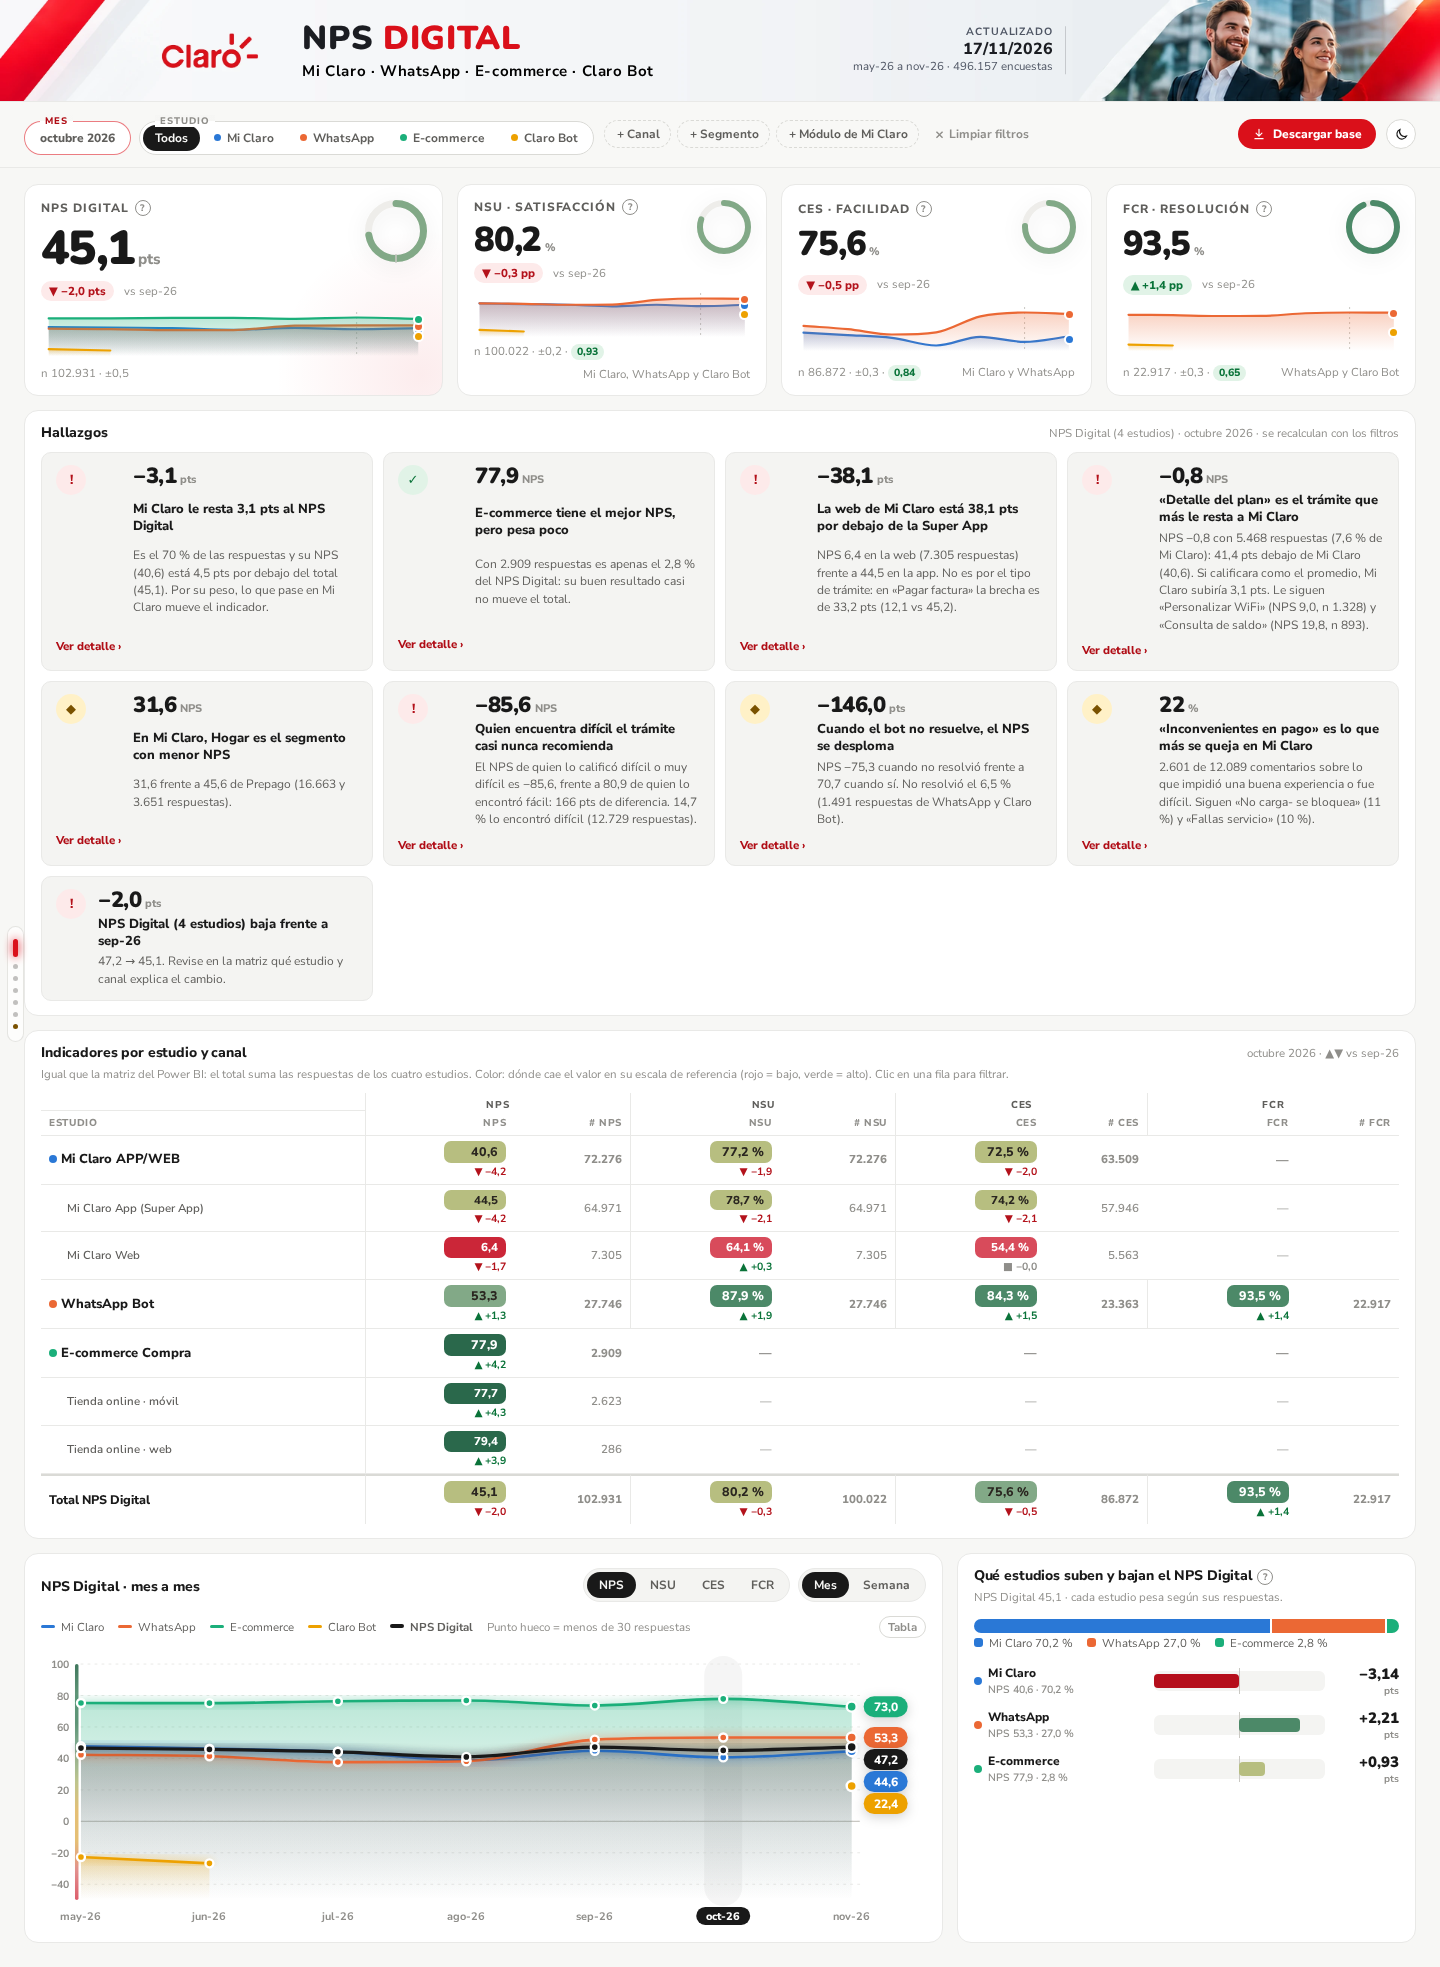 Claro
NPS DIGITAL
Mi Claro · WhatsApp · E-commerce · Claro Bot
ACTUALIZADO
17/11/2026
may-26 a nov-26 · 496.157 encuestas
MES
octubre 2026
ESTUDIO
Todos Mi Claro WhatsApp E-commerce Claro Bot
+ Canal + Segmento + Módulo de Mi Claro × Limpiar filtros
Descargar base
NPS DIGITAL ?
45,1 pts
▼ −2,0 pts vs sep-26
n 102.931 · ±0,5
NSU · SATISFACCIÓN ?
80,2 %
▼ −0,3 pp vs sep-26
n 100.022 · ±0,2 · 0,93
Mi Claro, WhatsApp y Claro Bot
CES · FACILIDAD ?
75,6 %
▼ −0,5 pp vs sep-26
n 86.872 · ±0,3 · 0,84 Mi Claro y WhatsApp
FCR · RESOLUCIÓN ?
93,5 %
▲ +1,4 pp vs sep-26
n 22.917 · ±0,3 · 0,65 WhatsApp y Claro Bot
Hallazgos
NPS Digital (4 estudios) · octubre 2026 · se recalculan con los filtros
! −3,1 pts
Mi Claro le resta 3,1 pts al NPS
Digital
Es el 70 % de las respuestas y su NPS
(40,6) está 4,5 pts por debajo del total
(45,1). Por su peso, lo que pase en Mi
Claro mueve el indicador.
Ver detalle ›
✓ 77,9 NPS
E-commerce tiene el mejor NPS,
pero pesa poco
Con 2.909 respuestas es apenas el 2,8 %
del NPS Digital: su buen resultado casi
no mueve el total.
Ver detalle ›
! −38,1 pts
La web de Mi Claro está 38,1 pts
por debajo de la Super App
NPS 6,4 en la web (7.305 respuestas)
frente a 44,5 en la app. No es por el tipo
de trámite: en «Pagar factura» la brecha es
de 33,2 pts (12,1 vs 45,2).
Ver detalle ›
! −0,8 NPS
«Detalle del plan» es el trámite que
más le resta a Mi Claro
NPS −0,8 con 5.468 respuestas (7,6 % de
Mi Claro): 41,4 pts debajo de Mi Claro
(40,6). Si calificara como el promedio, Mi
Claro subiría 3,1 pts. Le siguen
«Personalizar WiFi» (NPS 9,0, n 1.328) y
«Consulta de saldo» (NPS 19,8, n 893).
Ver detalle ›
◆ 31,6 NPS
En Mi Claro, Hogar es el segmento
con menor NPS
31,6 frente a 45,6 de Prepago (16.663 y
3.651 respuestas).
Ver detalle ›
! −85,6 NPS
Quien encuentra difícil el trámite
casi nunca recomienda
El NPS de quien lo calificó difícil o muy
difícil es −85,6, frente a 80,9 de quien lo
encontró fácil: 166 pts de diferencia. 14,7
% lo encontró difícil (12.729 respuestas).
Ver detalle ›
◆ −146,0 pts
Cuando el bot no resuelve, el NPS
se desploma
NPS −75,3 cuando no resolvió frente a
70,7 cuando sí. No resolvió el 6,5 %
(1.491 respuestas de WhatsApp y Claro
Bot).
Ver detalle ›
◆ 22 %
«Inconvenientes en pago» es lo que
más se queja en Mi Claro
2.601 de 12.089 comentarios sobre lo
que impidió una buena experiencia o fue
difícil. Siguen «No carga- se bloquea» (11
%) y «Fallas servicio» (10 %).
Ver detalle ›
! −2,0 pts
NPS Digital (4 estudios) baja frente a
sep-26
47,2 → 45,1. Revise en la matriz qué estudio y
canal explica el cambio.
Indicadores por estudio y canal
octubre 2026 · ▲▼ vs sep-26
Igual que la matriz del Power BI: el total suma las respuestas de los cuatro estudios. Color: dónde cae el valor en su escala de referencia (rojo = bajo, verde = alto). Clic en una fila para filtrar.
NPS NSU CES FCR
ESTUDIO NPS # NPS NSU # NSU CES # CES FCR # FCR
Mi Claro APP/WEB 40,6 72.276 77,2 % 72.276 72,5 % 63.509 —
▼ −4,2 ▼ −1,9 ▼ −2,0
Mi Claro App (Super App) 44,5 64.971 78,7 % 64.971 74,2 % 57.946 —
▼ −4,2 ▼ −2,1 ▼ −2,1
Mi Claro Web 6,4 7.305 64,1 % 7.305 54,4 % 5.563 —
▼ −1,7 ▲ +0,3 ■ −0,0
WhatsApp Bot 53,3 27.746 87,9 % 27.746 84,3 % 23.363 93,5 % 22.917
▲ +1,3 ▲ +1,9 ▲ +1,5 ▲ +1,4
E-commerce Compra 77,9 2.909 — — —
▲ +4,2
Tienda online · móvil 77,7 2.623 — — —
▲ +4,3
Tienda online · web 79,4 286 — — —
▲ +3,9
Total NPS Digital 45,1 102.931 80,2 % 100.022 75,6 % 86.872 93,5 % 22.917
▼ −2,0 ▼ −0,3 ▼ −0,5 ▲ +1,4
NPS Digital · mes a mes
NPS NSU CES FCR Mes Semana
Mi Claro WhatsApp E-commerce Claro Bot NPS Digital Punto hueco = menos de 30 respuestas Tabla
100
80
60
40
20
0
−20
−40
73,0
53,3
47,2
44,6
22,4
may-26 jun-26 jul-26 ago-26 sep-26 oct-26 nov-26
Qué estudios suben y bajan el NPS Digital ?
NPS Digital 45,1 · cada estudio pesa según sus respuestas.
Mi Claro 70,2 % WhatsApp 27,0 % E-commerce 2,8 %
Mi Claro −3,14
NPS 40,6 · 70,2 % pts
WhatsApp +2,21
NPS 53,3 · 27,0 % pts
E-commerce +0,93
NPS 77,9 · 2,8 % pts